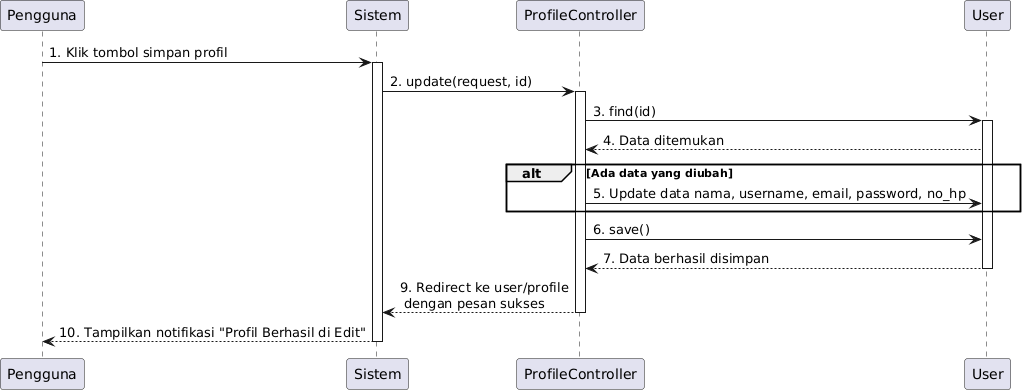 Pengguna Sistem ProfileController User
1. Klik tombol simpan profil
2. update(request, id)
3. find(id)
4. Data ditemukan
alt [Ada data yang diubah]
5. Update data nama, username, email, password, no_hp
6. save()
7. Data berhasil disimpan
9. Redirect ke user/profile
dengan pesan sukses
10. Tampilkan notifikasi "Profil Berhasil di Edit"
Pengguna Sistem ProfileController User